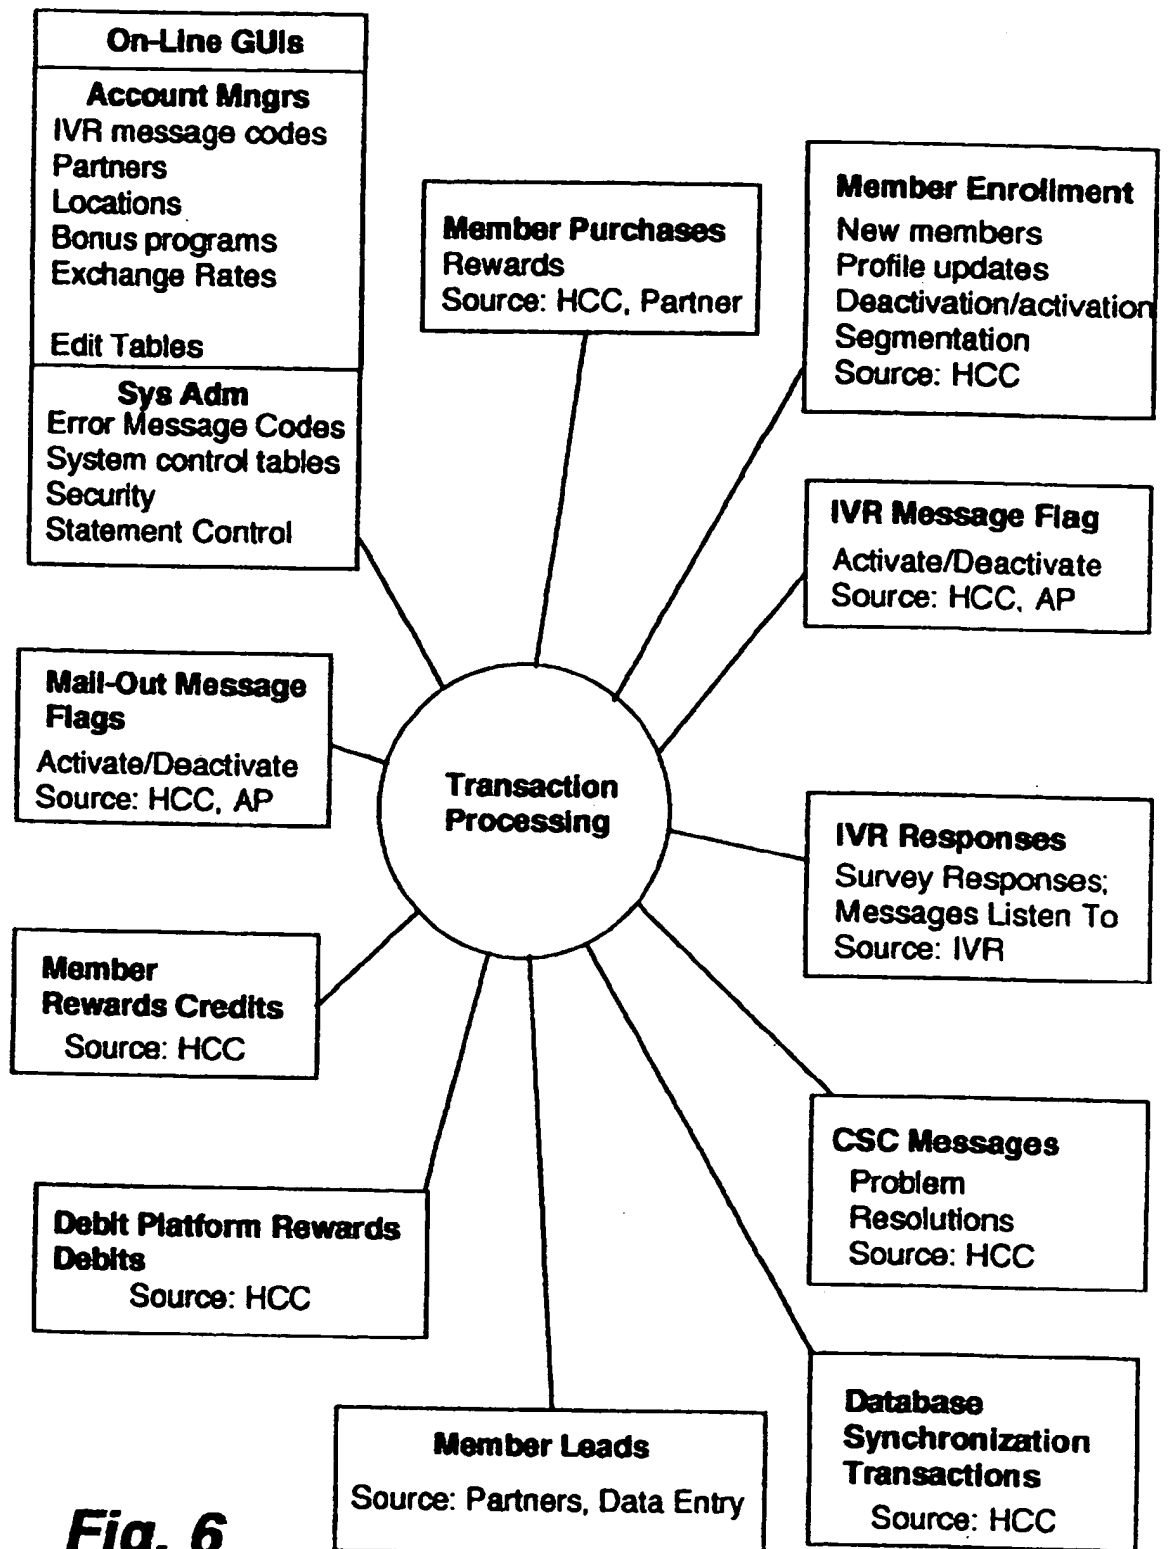 On-Line GUIs
Account Mngrs
IVR message codes
Partners
Locations
Bonus programs
Exchange Rates
Edit Tables
Sys Adm
Error Message Codes
System control tables
Security
Statement Control
Member Purchases
Rewards
Source: HCC, Partner
Member Enrollment
New members
Profile updates
Deactivation/activation
Segmentation
Source: HCC
IVR Message Flag
Activate/Deactivate
Source: HCC, AP
Mail-Out Message
Flags
Activate/Deactivate
Source: HCC, AP
Transaction
Processing
IVR Responses
Survey Responses;
Messages Listen To
Source: IVR
Member
Rewards Credits
Source: HCC
CSC Messages
Problem
Resolutions
Source: HCC
Debit Platform Rewards
Debits
Source: HCC
Member Leads
Source: Partners, Data Entry
Database
Synchronization
Transactions
Source: HCC
Fig. 6